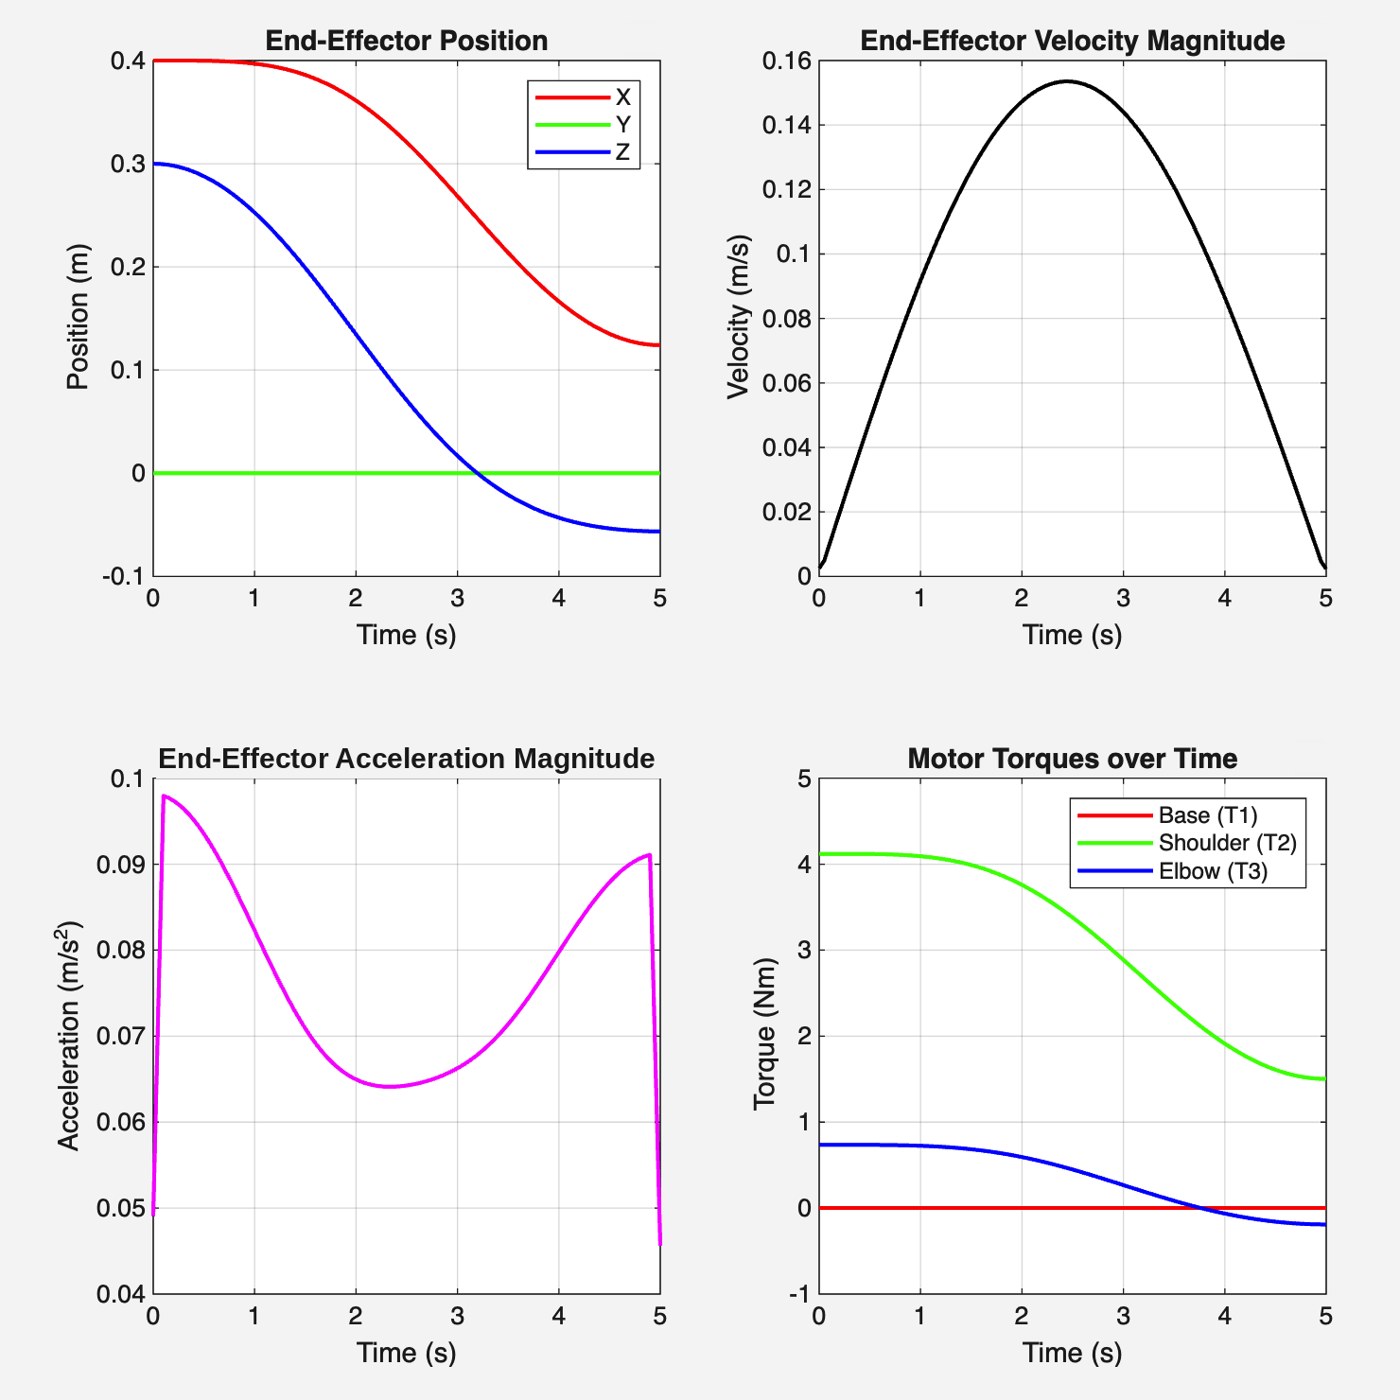 End-Effector Position
0.4
0.3
0.2
0.1
0
-0.1
0 1 2 3 4 5
Position (m)
Time (s)
X
Y
Z
End-Effector Velocity Magnitude
0.16
0.14
0.12
0.1
0.08
0.06
0.04
0.02
0
0 1 2 3 4 5
Velocity (m/s)
Time (s)
End-Effector Acceleration Magnitude
0.1
0.09
0.08
0.07
0.06
0.05
0.04
0 1 2 3 4 5
Acceleration (m/s²)
Time (s)
Motor Torques over Time
5
4
3
2
1
0
-1
0 1 2 3 4 5
Torque (Nm)
Time (s)
Base (T1)
Shoulder (T2)
Elbow (T3)